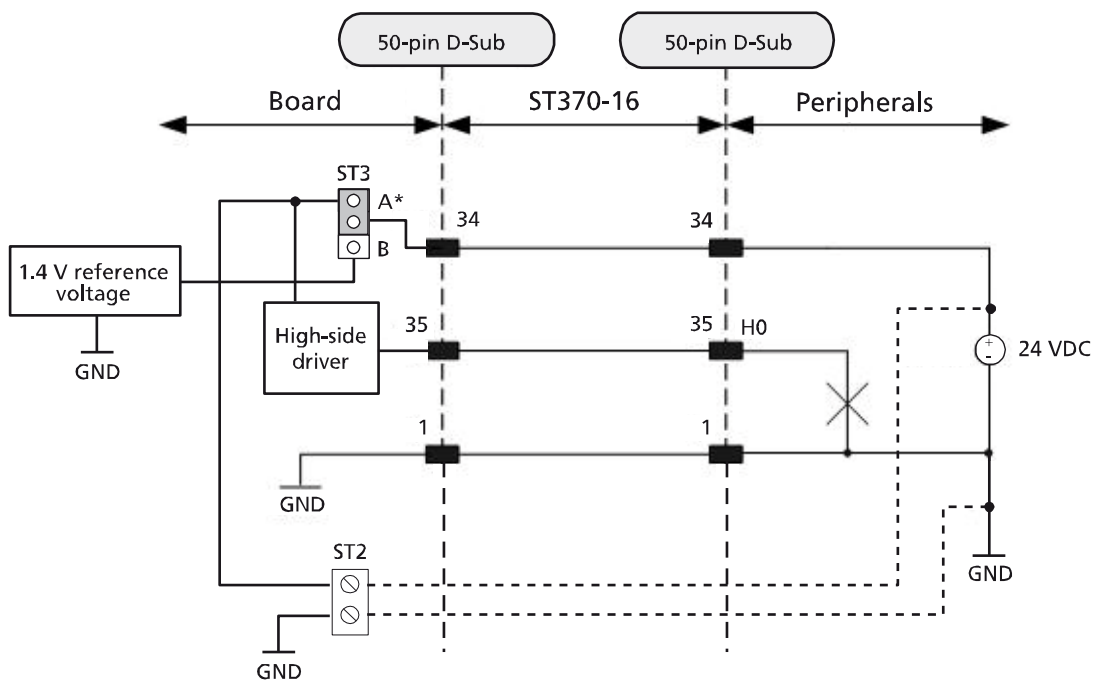 50-pin D-Sub
50-pin D-Sub
Board
ST370-16
Peripherals
ST3
A*
34
34
B
1.4 V reference
voltage
35
35
H0
High-side
driver
+
-
24 VDC
GND
1
1
GND
ST2
GND
GND